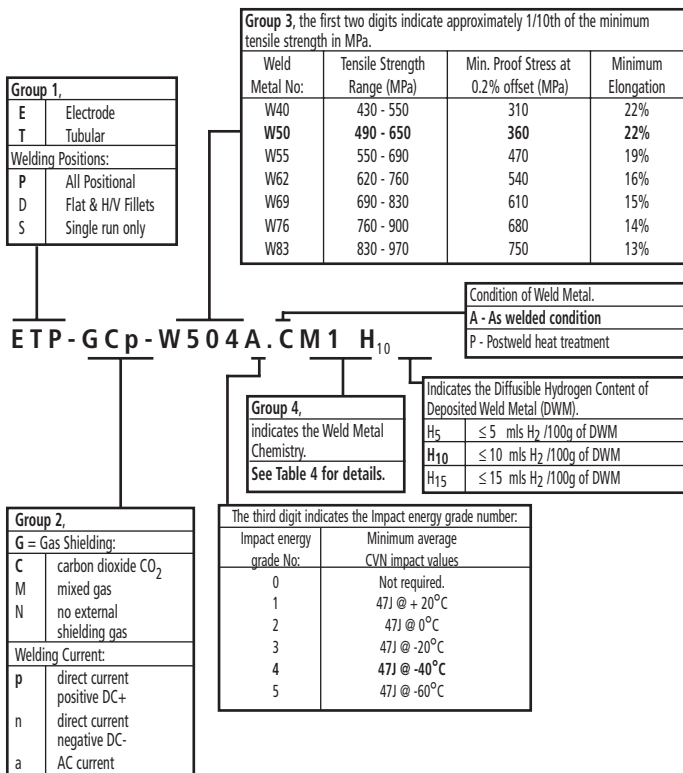 Group 3, the first two digits indicate approximately 1/10th of the minimum
tensile strength in MPa.
Weld Metal No: Tensile Strength Range (MPa) Min. Proof Stress at 0.2% offset (MPa) Minimum Elongation
W40 430 - 550 310 22%
W50 490 - 650 360 22%
W55 550 - 690 470 19%
W62 620 - 760 540 16%
W69 690 - 830 610 15%
W76 760 - 900 680 14%
W83 830 - 970 750 13%
Group 1,
E Electrode
T Tubular
Welding Positions:
P All Positional
D Flat & H/V Fillets
S Single run only
ETP-GCp-W504A.CM1 H10
Condition of Weld Metal.
A - As welded condition
P - Postweld heat treatment
Indicates the Diffusible Hydrogen Content of
Deposited Weld Metal (DWM).
H5 ≤ 5 mls H2 /100g of DWM
H10 ≤ 10 mls H2 /100g of DWM
H15 ≤ 15 mls H2 /100g of DWM
Group 4,
indicates the Weld Metal
Chemistry.
See Table 4 for details.
Group 2,
G = Gas Shielding:
C carbon dioxide CO2
M mixed gas
N no external
shielding gas
Welding Current:
p direct current
positive DC+
n direct current
negative DC-
a AC current
The third digit indicates the Impact energy grade number:
Impact energy grade No: Minimum average CVN impact values
0 Not required.
1 47J @ + 20°C
2 47J @ 0°C
3 47J @ -20°C
4 47J @ -40°C
5 47J @ -60°C